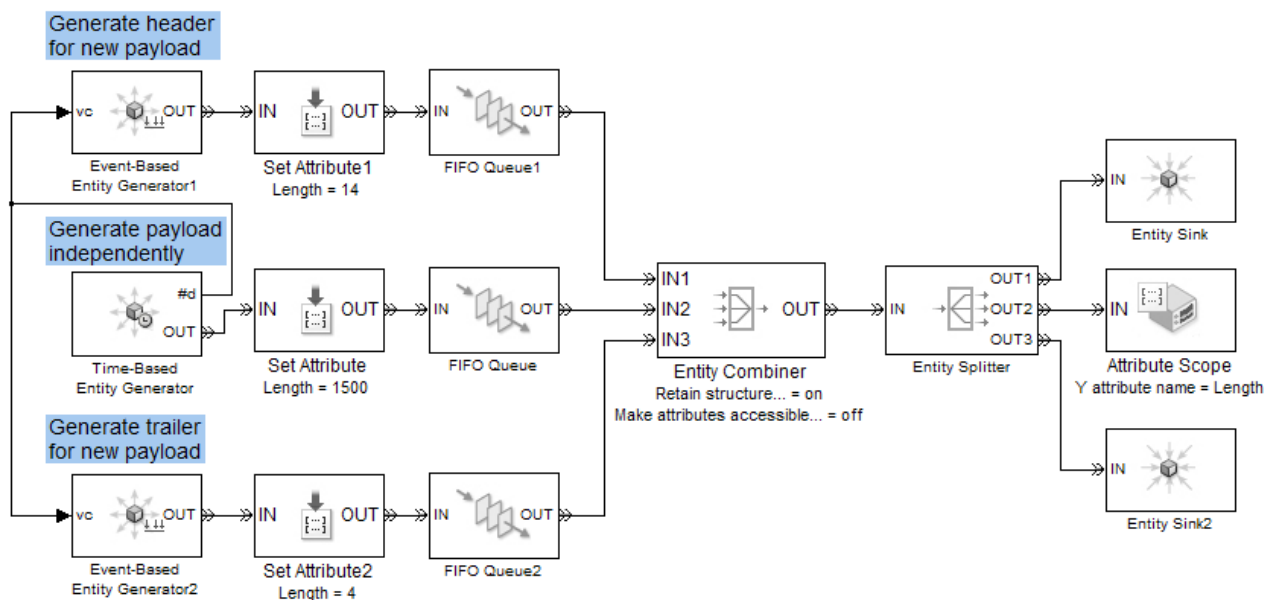 Generate header
for new payload
vc
OUT
Event-Based
Entity Generator1
IN
[...]
OUT
Set Attribute1
Length = 14
IN
OUT
FIFO Queue1
Generate payload
independently
#d
OUT
Time-Based
Entity Generator
IN
[...]
OUT
Set Attribute
Length = 1500
IN
OUT
FIFO Queue
Generate trailer
for new payload
vc
OUT
Event-Based
Entity Generator2
IN
[...]
OUT
Set Attribute2
Length = 4
IN
OUT
FIFO Queue2
IN1
IN2
IN3
OUT
Entity Combiner
Retain structure... = on
Make attributes accessible... = off
IN
OUT1
OUT2
OUT3
Entity Splitter
IN
Entity Sink
IN
[...]
Attribute Scope
Y attribute name = Length
IN
Entity Sink2